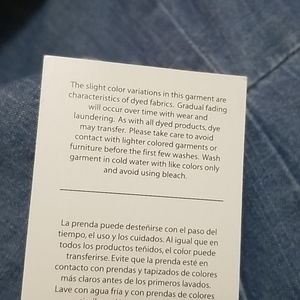 The slight color variations in this garment are
characteristics of dyed fabrics. Gradual fading
will occur over time with wear and
laundering. As with all dyed products, dye
may transfer. Please take care to avoid
contact with lighter colored garments or
furniture before the first few washes. Wash
garment in cold water with like colors only
and avoid using bleach.
La prenda puede desteñirse con el paso del
tiempo, el uso y los cuidados. Al igual que en
todos los productos teñidos, el color puede
transferirse. Evite que la prenda esté en
contacto con prendas y tapizados de colores
más claros antes de los primeros lavados.
Lave con agua fria y con prendas de colores